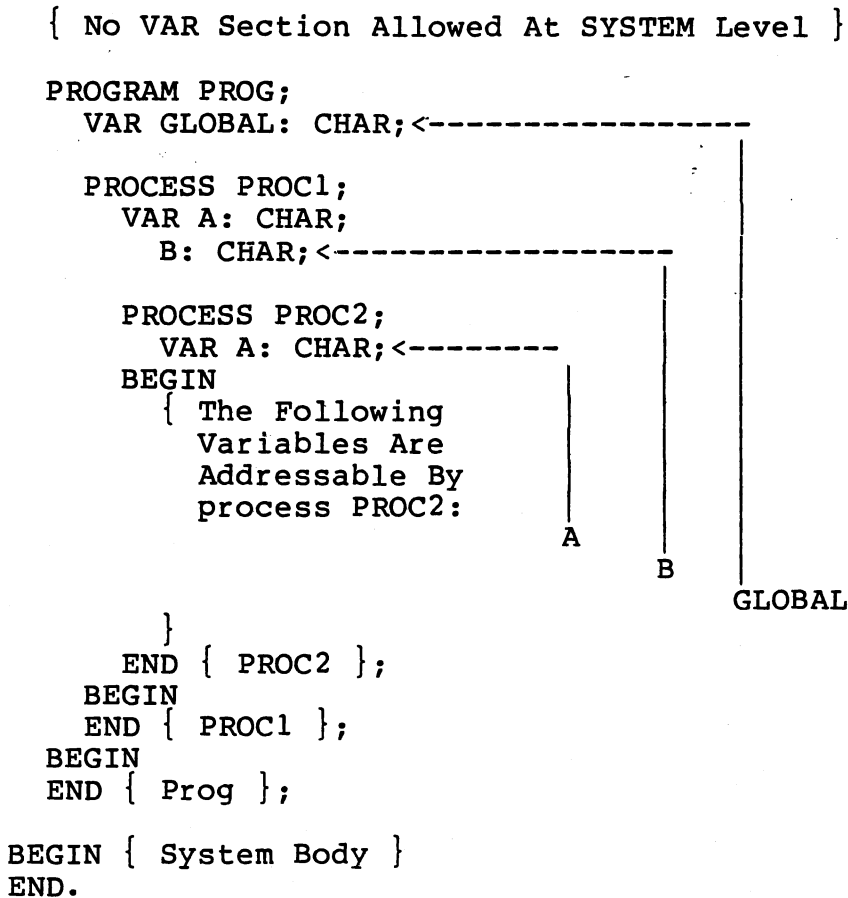 { No VAR Section Allowed At SYSTEM Level }
PROGRAM PROG;
VAR GLOBAL: CHAR;<-----------------
PROCESS PROC1;
VAR A: CHAR;
B: CHAR;<------------------
PROCESS PROC2;
VAR A: CHAR;<--------
BEGIN
{ The Following
Variables Are
Addressable By
process PROC2:
A
B
GLOBAL
}
END { PROC2 };
BEGIN
END { PROC1 };
BEGIN
END { Prog };
BEGIN { System Body }
END.